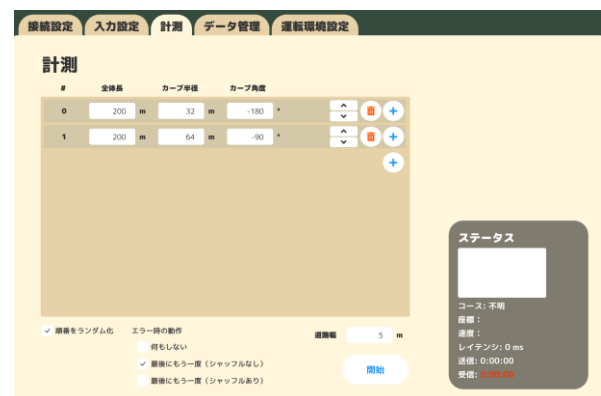 接続設定 入力設定 計測 データ管理 運転環境設定
計測
# 全体長 カーブ半径 カーブ角度
0 200 m 32 m -180 °
1 200 m 64 m -90 °
ステータス
コース: 不明
座標 :
速度 :
レイテンシ: 0 ms
送信: 0:00:00
受信: 0:00:00
順番をランダム化 エラー時の動作 道路幅 5 m
何もしない
最後にもう一度（シャッフルなし）
最後にもう一度（シャッフルあり）
開始